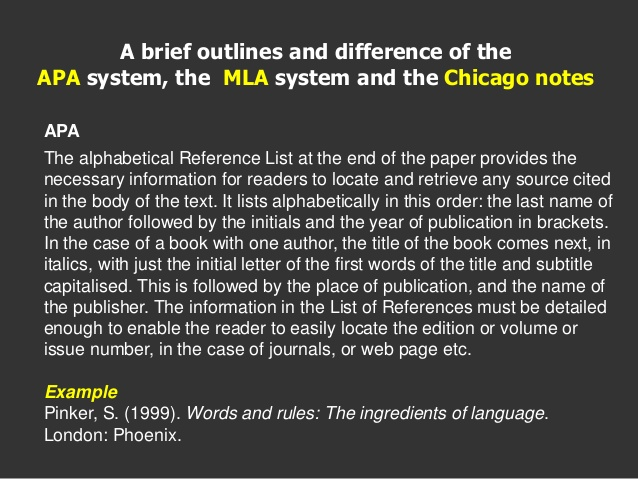 A brief outlines and difference of the
APA system, the MLA system and the Chicago notes
APA
The alphabetical Reference List at the end of the paper provides the
necessary information for readers to locate and retrieve any source cited
in the body of the text. It lists alphabetically in this order: the last name of
the author followed by the initials and the year of publication in brackets.
In the case of a book with one author, the title of the book comes next, in
italics, with just the initial letter of the first words of the title and subtitle
capitalised. This is followed by the place of publication, and the name of
the publisher. The information in the List of References must be detailed
enough to enable the reader to easily locate the edition or volume or
issue number, in the case of journals, or web page etc.
Example
Pinker, S. (1999). Words and rules: The ingredients of language.
London: Phoenix.